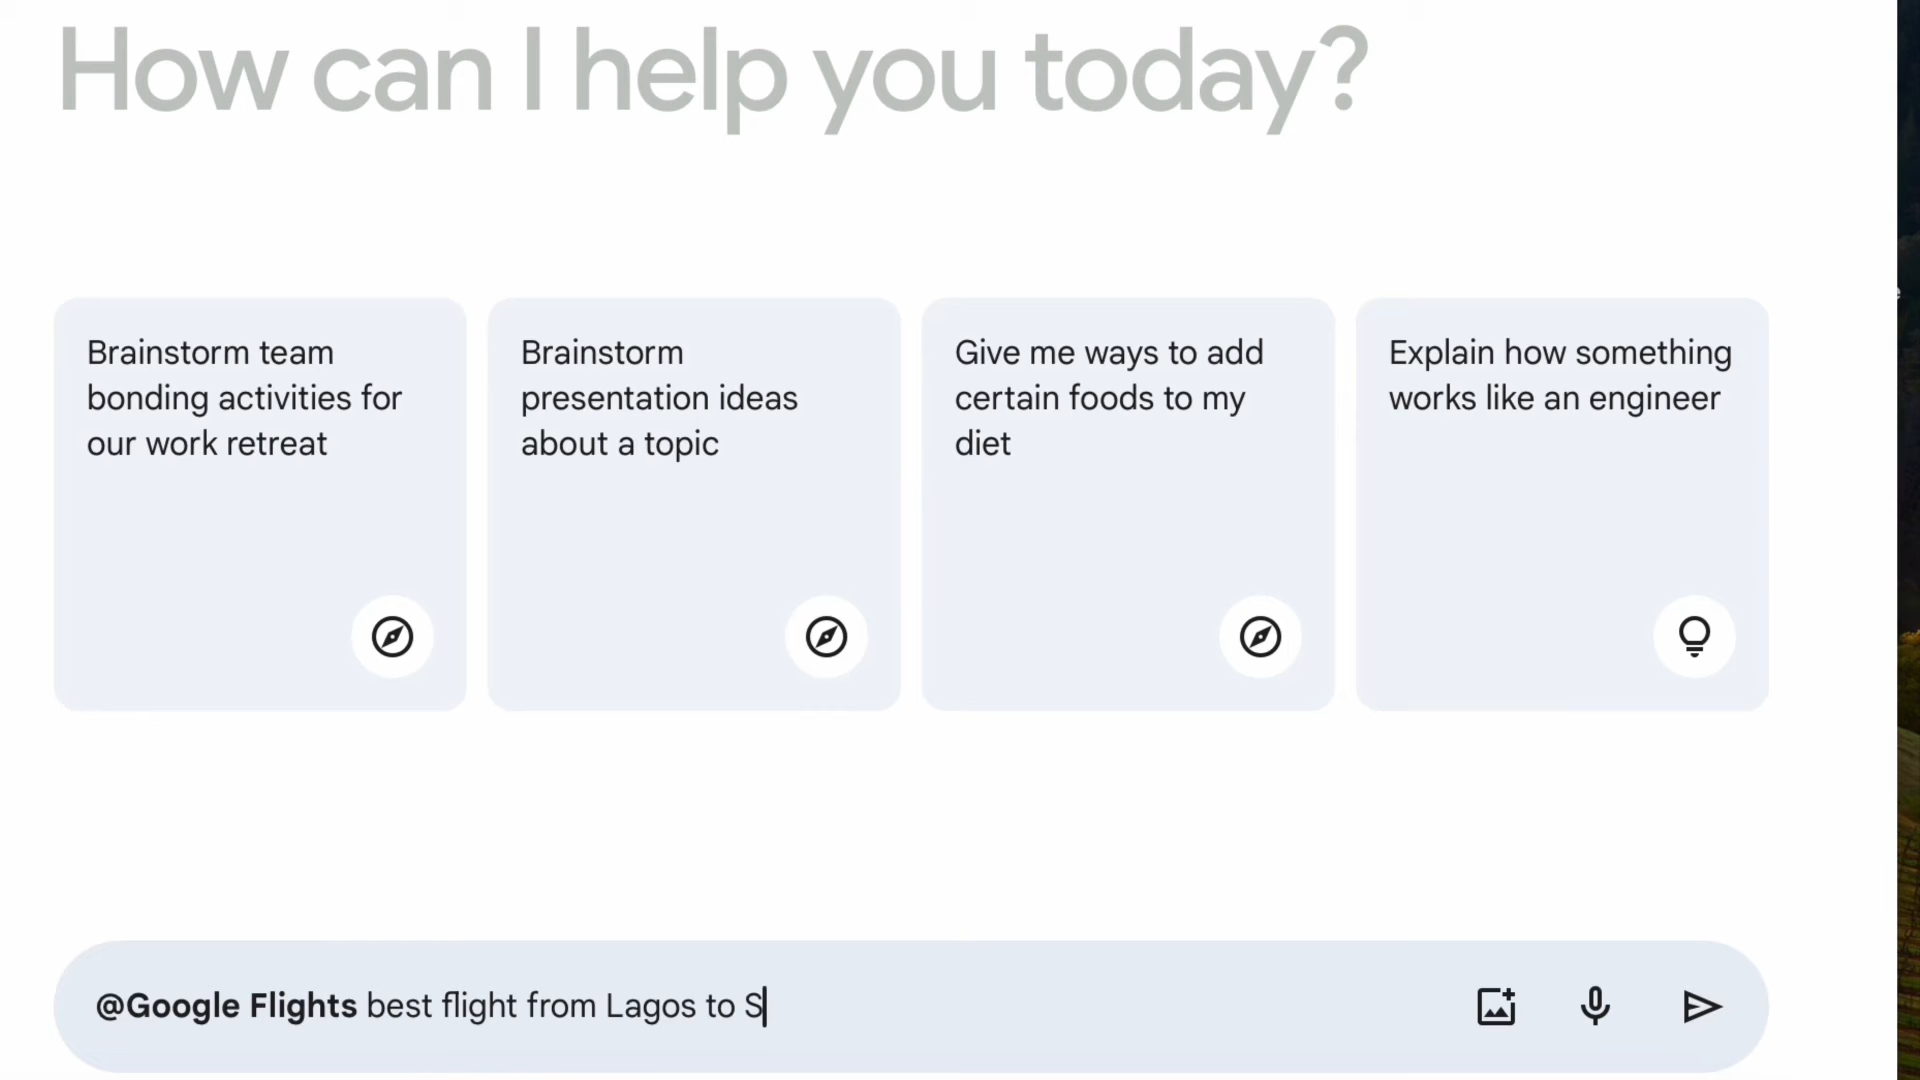 How can I help you today?
Brainstorm team
bonding activities for
our work retreat
Brainstorm
presentation ideas
about a topic
Give me ways to add
certain foods to my
diet
Explain how something
works like an engineer
@Google Flights best flight from Lagos to S